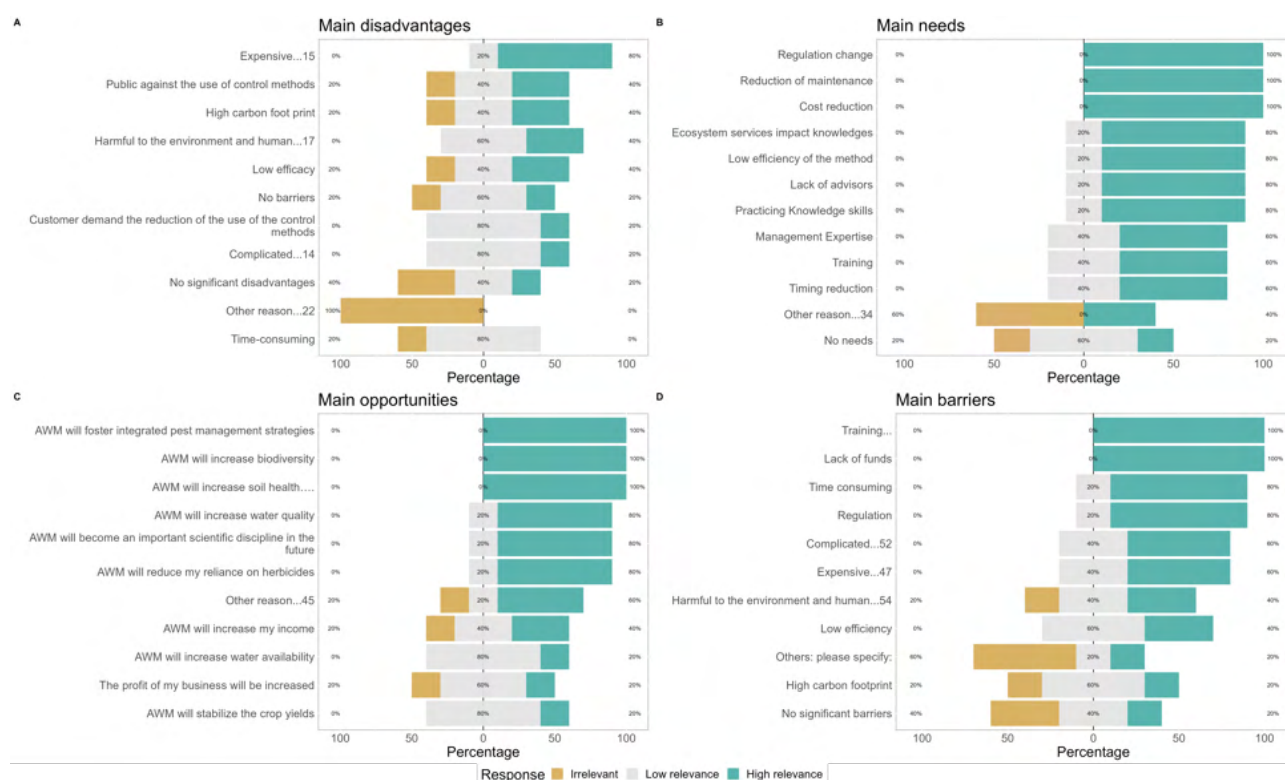 A
Main disadvantages
Expensive...15
0%
20%
80%
Public against the use of control methods
20%
40%
40%
High carbon foot print
20%
40%
40%
Harmful to the environment and human...17
0%
60%
40%
Low efficacy
20%
40%
40%
No barriers
20%
60%
20%
Customer demand the reduction of the use of the control
methods
0%
80%
20%
Complicated...14
0%
80%
20%
No significant disadvantages
40%
40%
20%
Other reason...22
100%
0%
0%
Time-consuming
20%
80%
0%
100
50
0
50
100
Percentage
B
Main needs
Regulation change
0%
0%
100%
Reduction of maintenance
0%
0%
100%
Cost reduction
0%
0%
100%
Ecosystem services impact knowledges
0%
20%
80%
Low efficiency of the method
0%
20%
80%
Lack of advisors
0%
20%
80%
Practicing Knowledge skills
0%
20%
80%
Management Expertise
0%
40%
60%
Training
0%
40%
60%
Timing reduction
0%
40%
60%
Other reason...34
60%
0%
40%
No needs
20%
60%
20%
100
50
0
50
100
Percentage
C
Main opportunities
AWM will foster integrated pest management strategies
0%
0%
100%
AWM will increase biodiversity
0%
0%
100%
AWM will increase soil health....
0%
0%
100%
AWM will increase water quality
0%
20%
80%
AWM will become an important scientific discipline in the
future
0%
20%
80%
AWM will reduce my reliance on herbicides
0%
20%
80%
Other reason...45
20%
20%
60%
AWM will increase my income
20%
40%
40%
AWM will increase water availability
0%
80%
20%
The profit of my business will be increased
20%
60%
20%
AWM will stabilize the crop yields
0%
80%
20%
100
50
0
50
100
Percentage
D
Main barriers
Training...
0%
0%
100%
Lack of funds
0%
0%
100%
Time consuming
0%
20%
80%
Regulation
0%
20%
80%
Complicated...52
0%
40%
60%
Expensive...47
0%
40%
60%
Harmful to the environment and human...54
20%
40%
40%
Low efficiency
0%
60%
40%
Others: please specify:
60%
20%
20%
High carbon footprint
20%
60%
20%
No significant barriers
40%
40%
20%
100
50
0
50
100
Percentage
Response
Irrelevant
Low relevance
High relevance